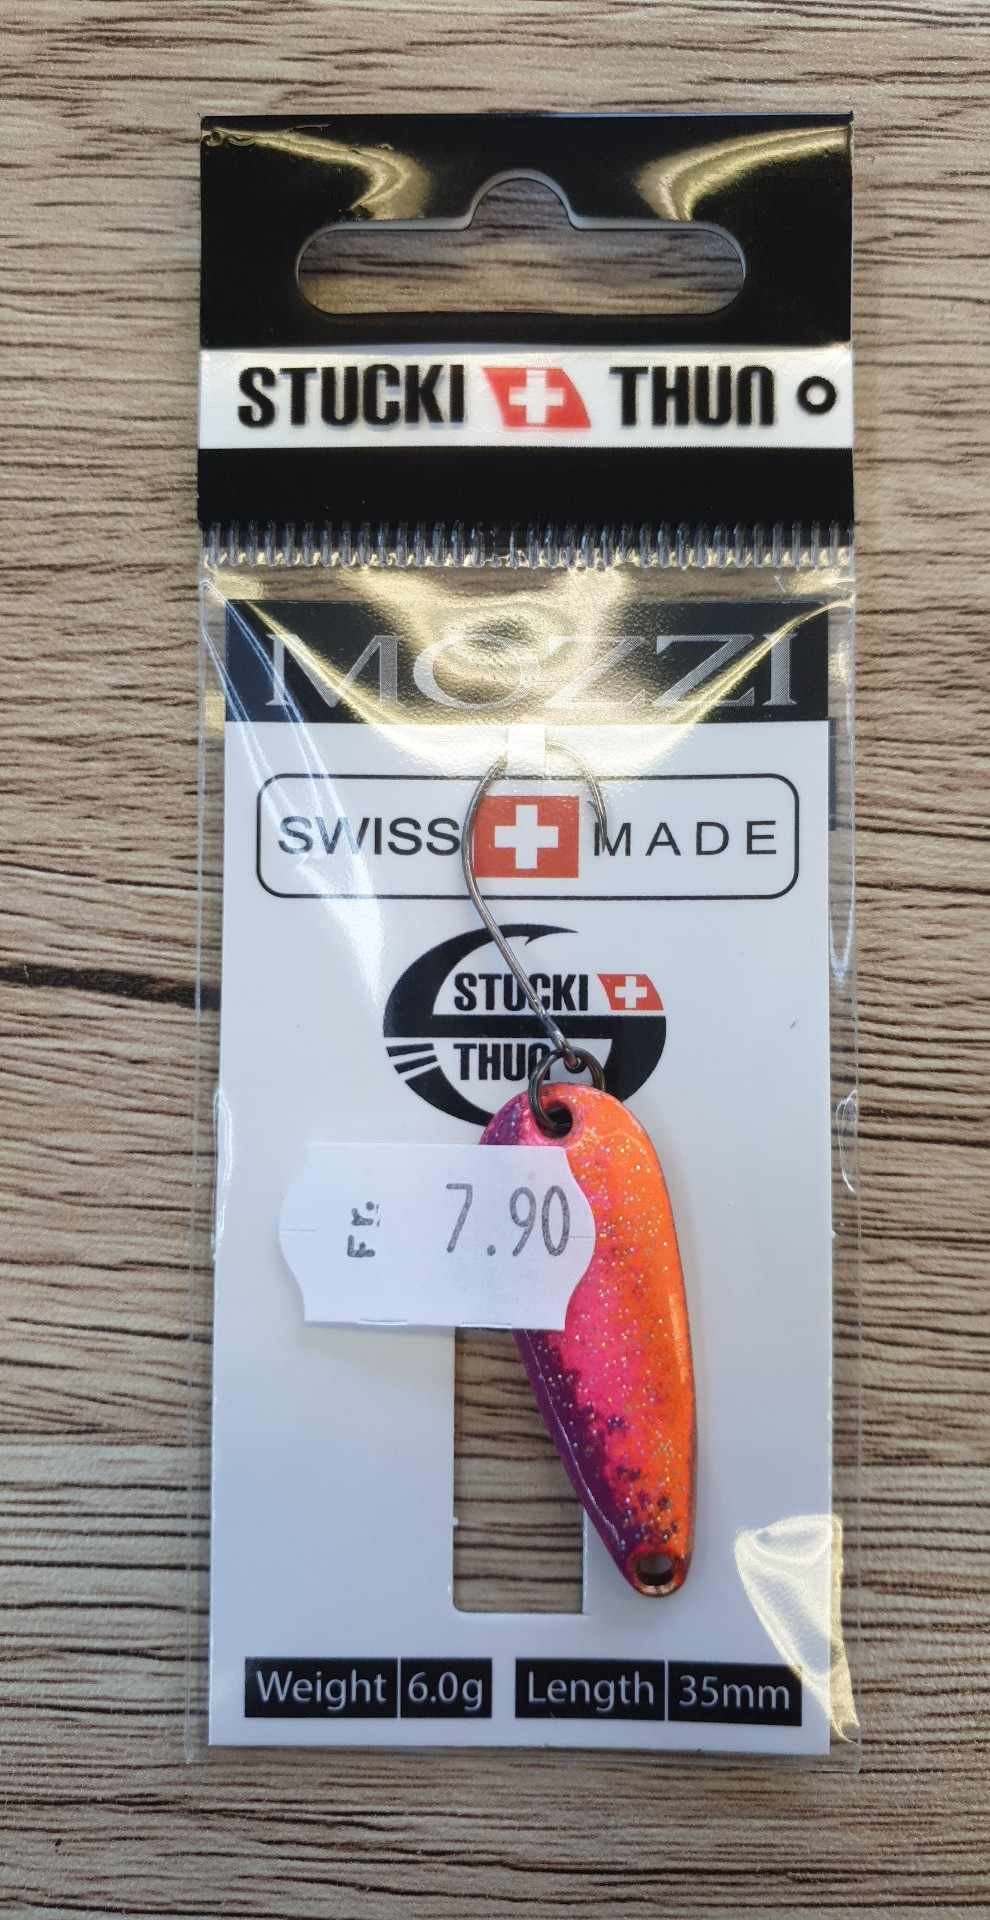 STUCKI THUN
MOZZI
SWISS MADE
STUCKI
THUN
Fr. 7.90
Weight 6.0g Length 35mm